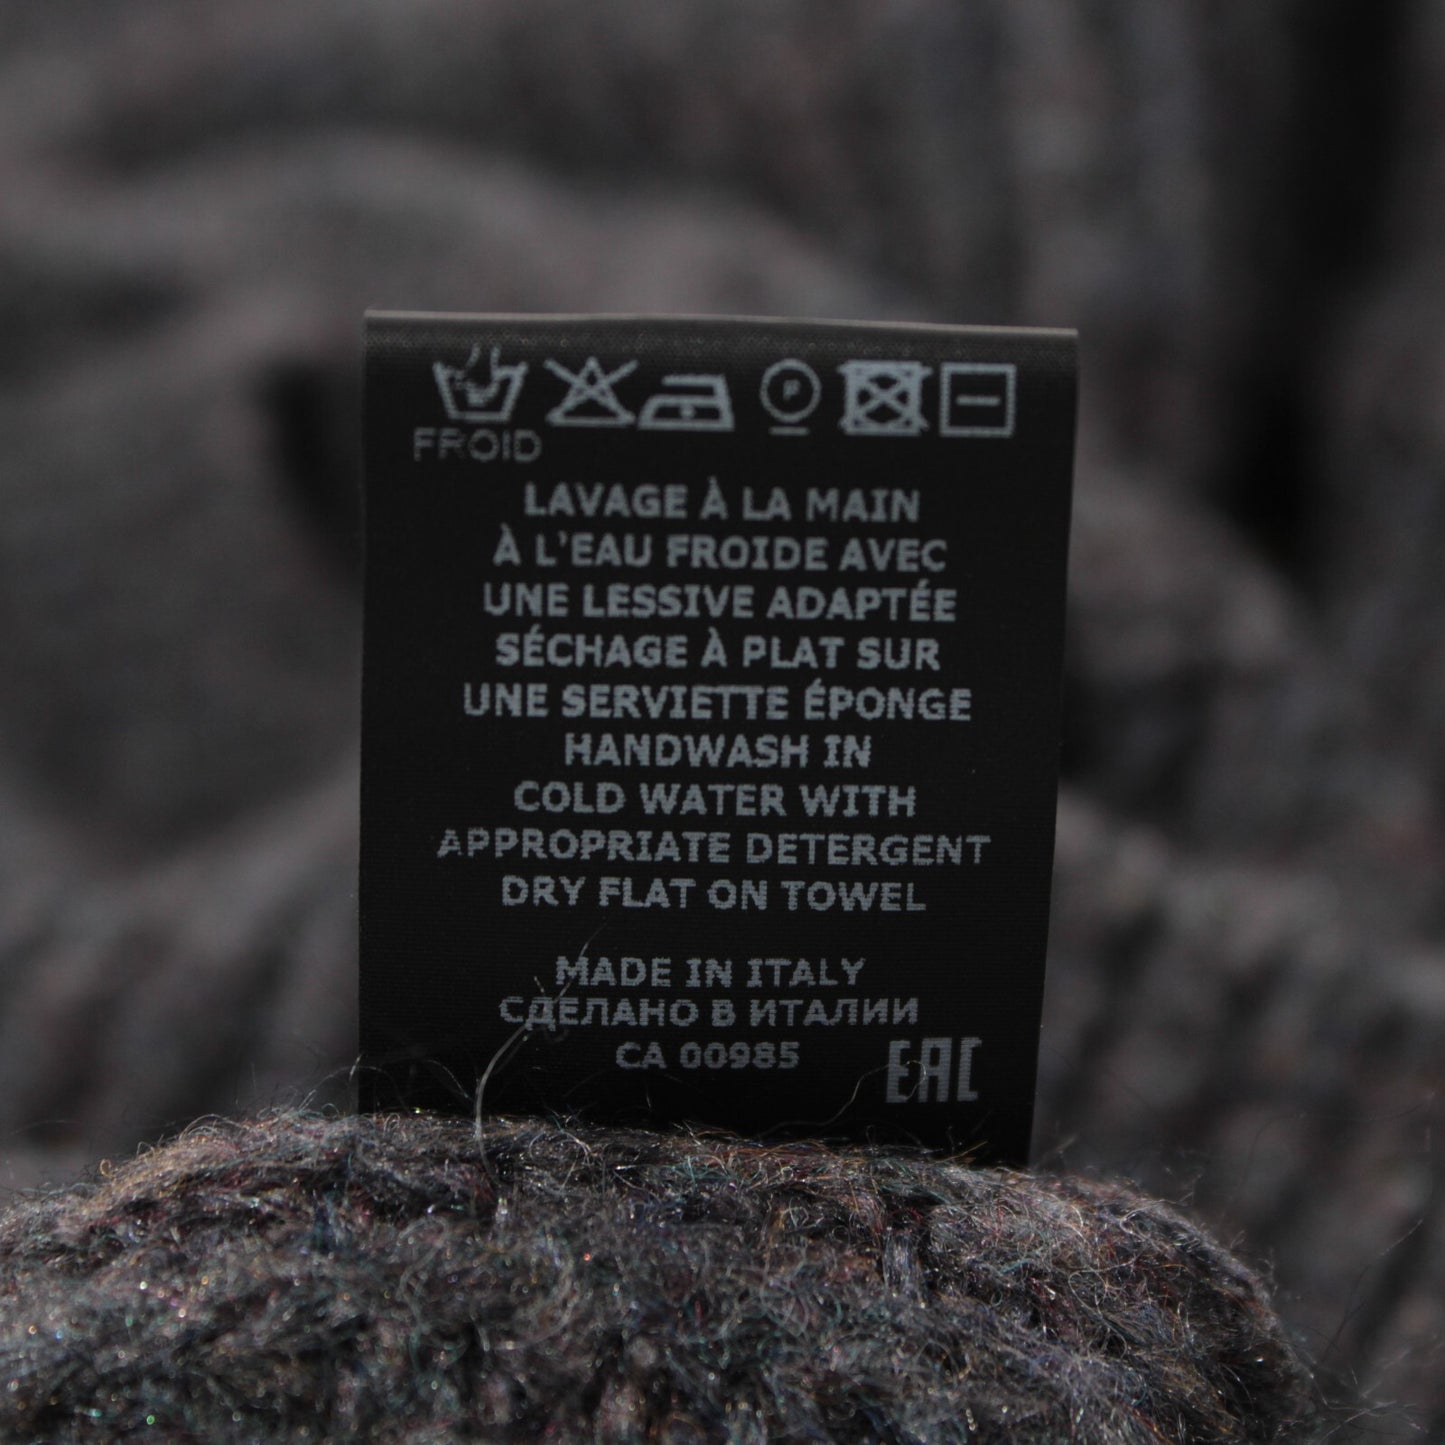 P
FROID
LAVAGE À LA MAIN
À L'EAU FROIDE AVEC
UNE LESSIVE ADAPTÉE
SÉCHAGE À PLAT SUR
UNE SERVIETTE ÉPONGE
HANDWASH IN
COLD WATER WITH
APPROPRIATE DETERGENT
DRY FLAT ON TOWEL
MADE IN ITALY
СДЕЛАНО В ИТАЛИИ
CA 00985
EAC